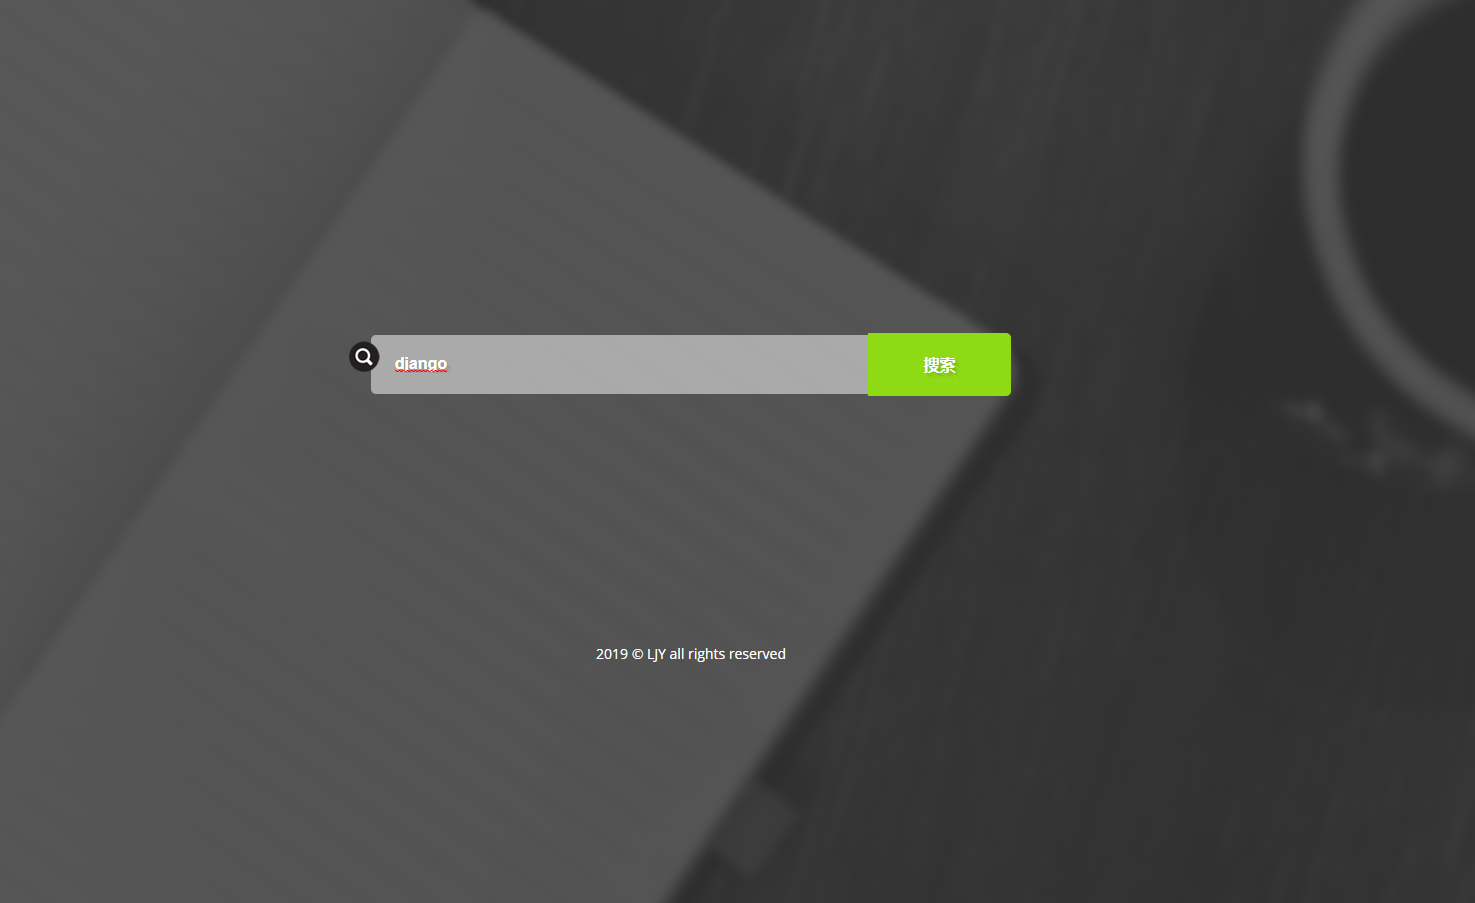 django
搜索
2019 © LJY all rights reserved